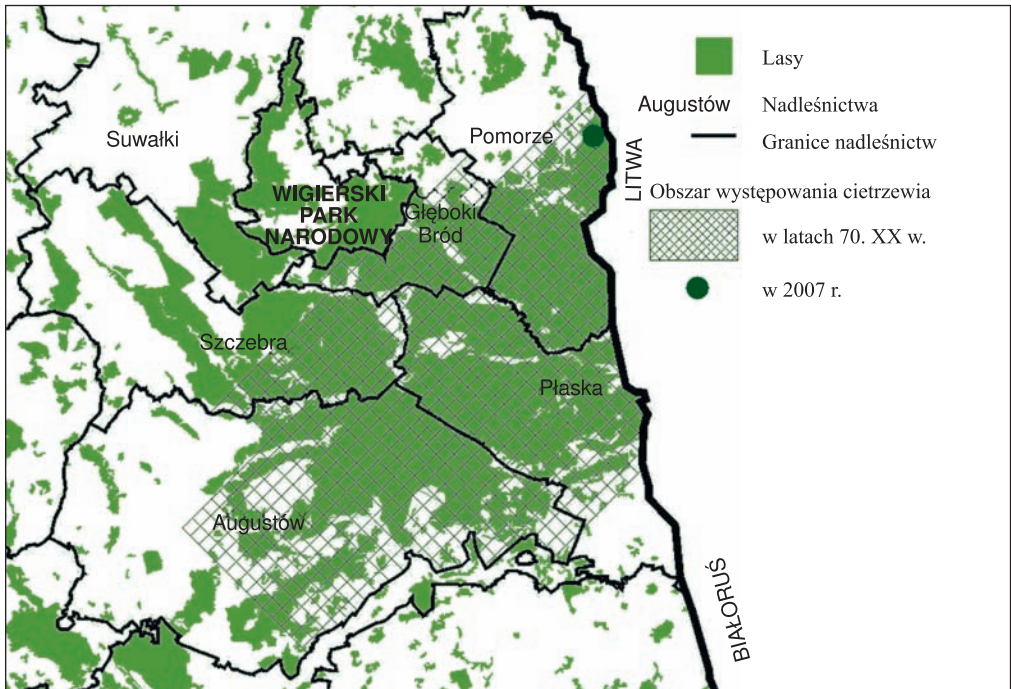 Lasy
Augustów Nadleśnictwa
Granice nadleśnictw
Obszar występowania cietrzewia
w latach 70. XX w.
w 2007 r.
Suwałki
Pomorze
LITWA
WIGIERSKI
PARK
NARODOWY
Głęboki
Bród
Szczebra
Płaska
Augustów
BIAŁORUŚ